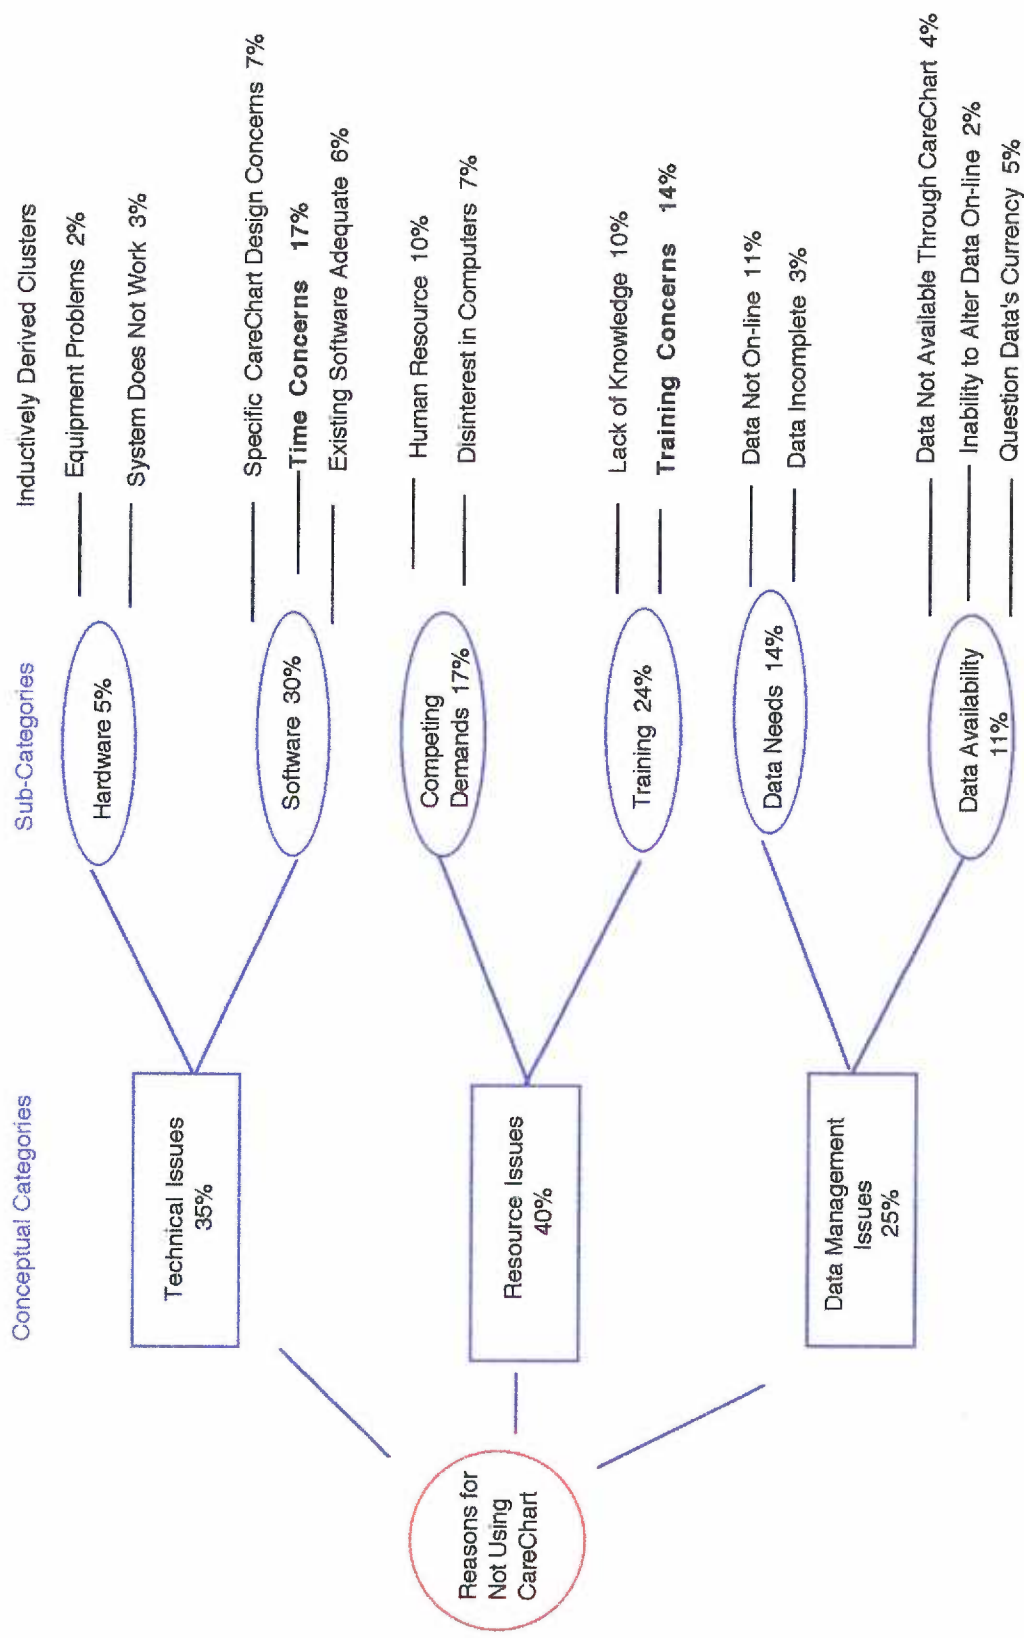 Conceptual Categories
Sub-Categories
Inductively Derived Clusters
Reasons for
Not Using
CareChart
Technical Issues
35%
Hardware 5%
Equipment Problems 2%
System Does Not Work 3%
Software 30%
Specific CareChart Design Concerns 7%
Time Concerns 17%
Existing Software Adequate 6%
Resource Issues
40%
Competing
Demands 17%
Human Resource 10%
Disinterest in Computers 7%
Training 24%
Lack of Knowledge 10%
Training Concerns 14%
Data Management
Issues
25%
Data Needs 14%
Data Not On-line 11%
Data Incomplete 3%
Data Availability
11%
Data Not Available Through CareChart 4%
Inability to Alter Data On-line 2%
Question Data's Currency 5%